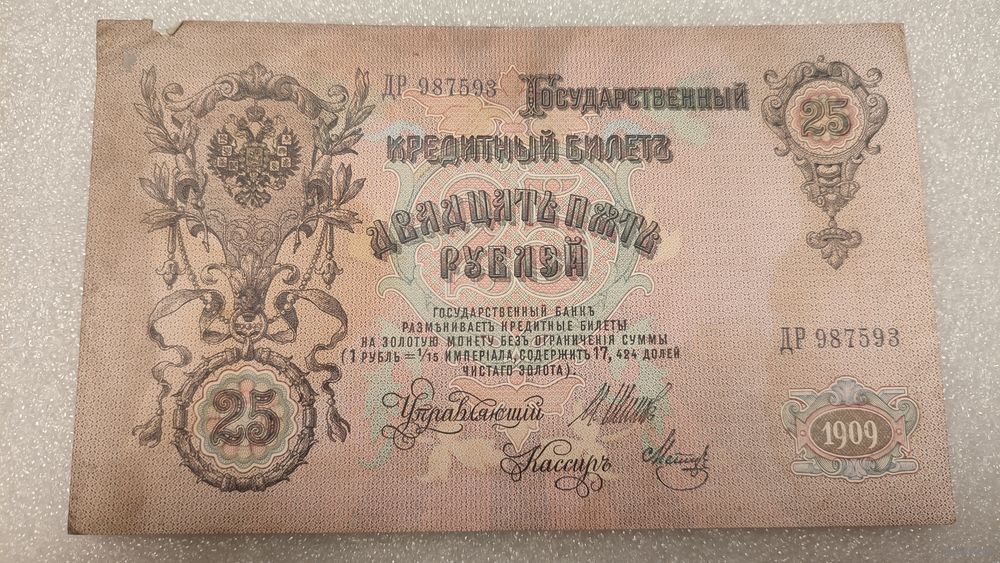 ДР 987593
Государственный
Кредитный Билетъ
25
Двадцать пять
рублей
Государственный банкъ
размѣниваетъ кредитные билеты
на золотую монету безъ ограниченія суммы
(1 рубль = 1/15 имперіала, содержитъ 17,424 долей
чистаго золота).
ДР 987593
Управляющій
Кассиръ
25
1909